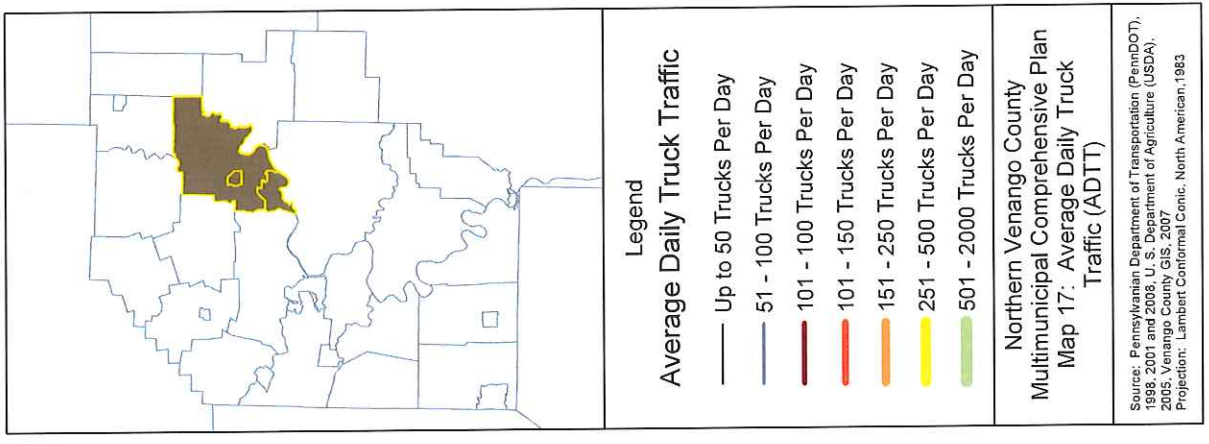 Legend
Average Daily Truck Traffic
Up to 50 Trucks Per Day
51 - 100 Trucks Per Day
101 - 100 Trucks Per Day
101 - 150 Trucks Per Day
151 - 250 Trucks Per Day
251 - 500 Trucks Per Day
501 - 2000 Trucks Per Day
Northern Venango County
Multimunicipal Comprehensive Plan
Map 17: Average Daily Truck
Traffic (ADTT)
Source: Pennsylvanian Department of Transportation (PennDOT),
1998, 2001 and 2008, U. S. Department of Agriculture (USDA),
2005, Venango County GIS, 2007
Projection: Lambert Conformal Conic, North American,1983